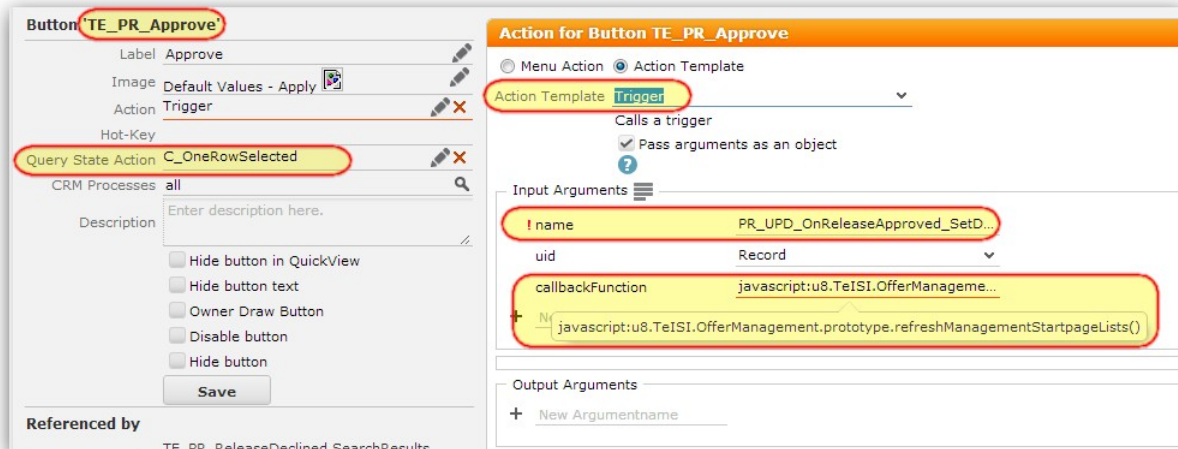 Button 'TE_PR_Approve'
Label Approve
Image Default Values - Apply
Action Trigger
Hot-Key
Query State Action C_OneRowSelected
CRM Processes all
Description Enter description here.
Hide button in QuickView
Hide button text
Owner Draw Button
Disable button
Hide button
Save
Referenced by
TE_PR_ReleaseDeclined.SearchResults
Action for Button TE_PR_Approve
Menu Action Action Template
Action Template Trigger
Calls a trigger
Pass arguments as an object
?
Input Arguments
! name PR_UPD_OnReleaseApproved_SetD...
uid Record
callbackFunction javascript:u8.TeISI.OfferManageme...
+
javascript:u8.TeISI.OfferManagement.prototype.refreshManagementStartpageLists()
Output Arguments
+ New Argumentname